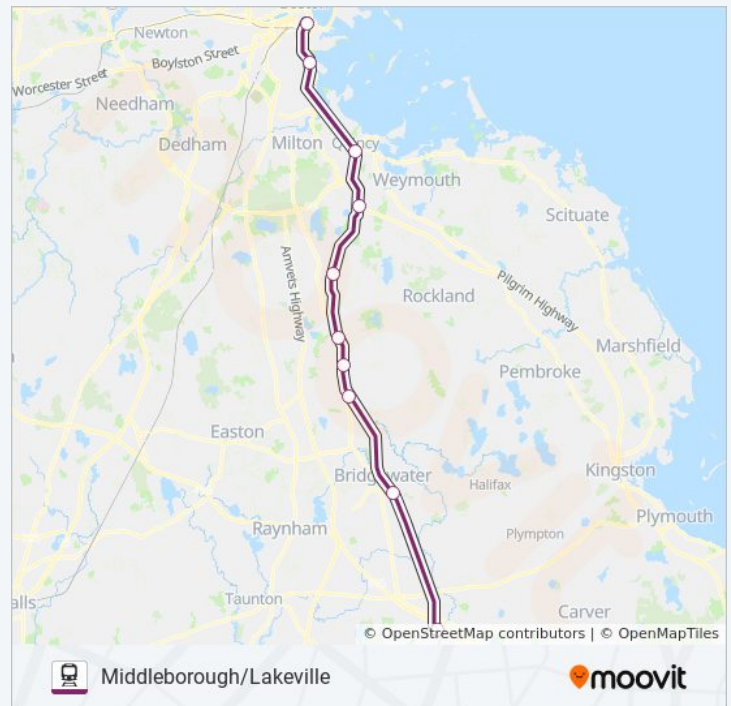 Newton
Boylston Street
Worcester Street
Needham
Dedham
Milton
Quincy
Weymouth
Scituate
Amvets Highway
Rockland
Pilgrim Highway
Marshfield
Pembroke
Easton
Bridgewater
Halifax
Kingston
Plymouth
Raynham
Plympton
Taunton
alls
Carver
© OpenStreetMap contributors | © OpenMapTiles
Middleborough/Lakeville
moovit